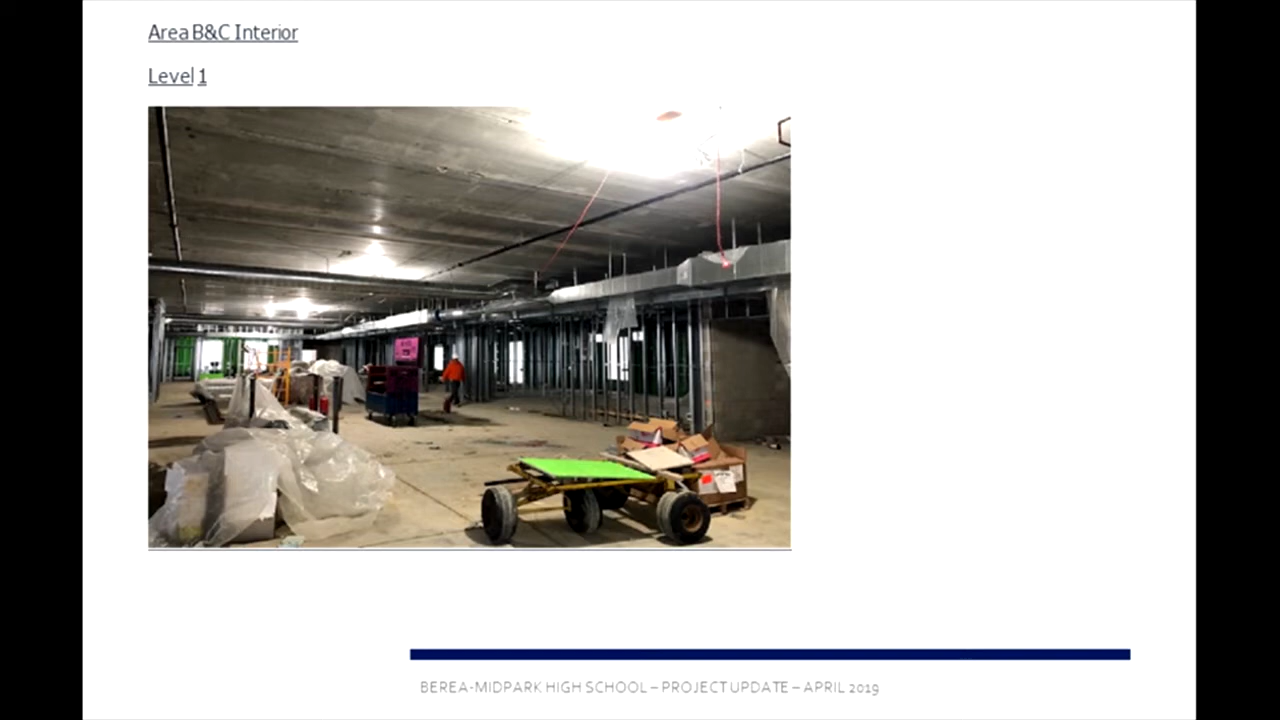 Area B&C Interior
Level 1
BEREA-MIDPARK HIGH SCHOOL – PROJECT UPDATE – APRIL 2019